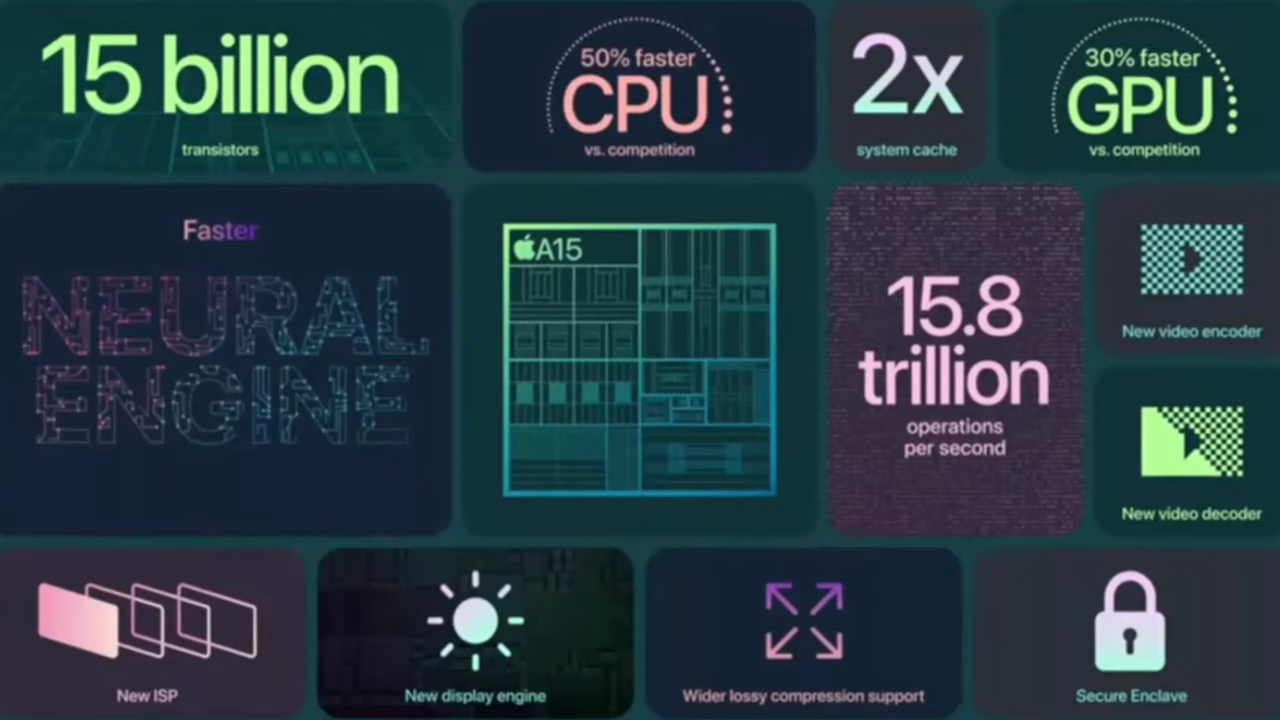 15 billion
transistors
50% faster
CPU
vs. competition
2x
system cache
30% faster
GPU
vs. competition
Faster
NEURAL
ENGINE
A15
15.8
trillion
operations
per second
New video encoder
New video decoder
New ISP
New display engine
Wider lossy compression support
Secure Enclave